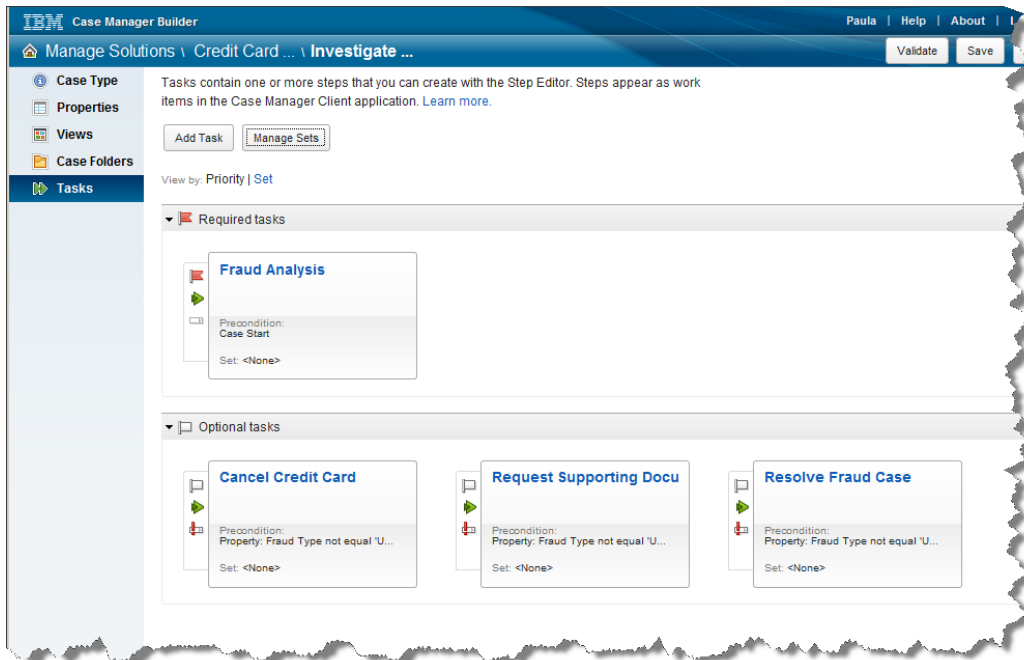 IBM Case Manager Builder
Paula | Help | About |
Manage Solutions \ Credit Card ... \ Investigate ...
Validate
Save
Case Type
Properties
Views
Case Folders
Tasks
Tasks contain one or more steps that you can create with the Step Editor. Steps appear as work
items in the Case Manager Client application. Learn more.
Add Task
Manage Sets
View by: Priority | Set
Required tasks
Fraud Analysis
Precondition:
Case Start
Set: <None>
Optional tasks
Cancel Credit Card
Precondition:
Property: Fraud Type not equal 'U...
Set: <None>
Request Supporting Docu
Precondition:
Property: Fraud Type not equal 'U...
Set: <None>
Resolve Fraud Case
Precondition:
Property: Fraud Type not equal 'U...
Set: <None>